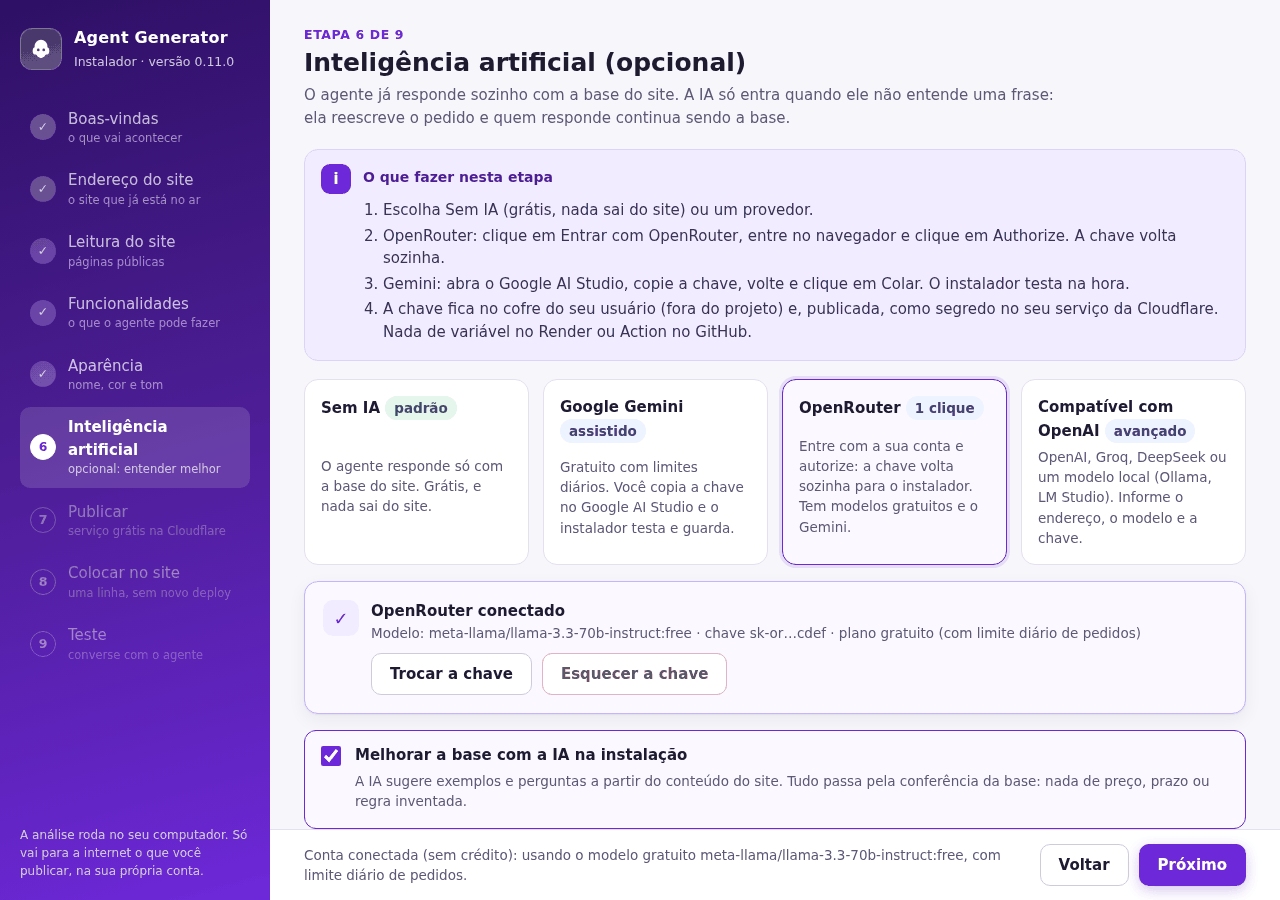 Agent Generator
Instalador · versão 0.11.0
✓ Boas-vindas
o que vai acontecer
✓ Endereço do site
o site que já está no ar
✓ Leitura do site
páginas públicas
✓ Funcionalidades
o que o agente pode fazer
✓ Aparência
nome, cor e tom
6 Inteligência
artificial
opcional: entender melhor
7 Publicar
serviço grátis na Cloudflare
8 Colocar no site
uma linha, sem novo deploy
9 Teste
converse com o agente
A análise roda no seu computador. Só
vai para a internet o que você
publicar, na sua própria conta.
ETAPA 6 DE 9
Inteligência artificial (opcional)
O agente já responde sozinho com a base do site. A IA só entra quando ele não entende uma frase:
ela reescreve o pedido e quem responde continua sendo a base.
i O que fazer nesta etapa
1. Escolha Sem IA (grátis, nada sai do site) ou um provedor.
2. OpenRouter: clique em Entrar com OpenRouter, entre no navegador e clique em Authorize. A chave volta
sozinha.
3. Gemini: abra o Google AI Studio, copie a chave, volte e clique em Colar. O instalador testa na hora.
4. A chave fica no cofre do seu usuário (fora do projeto) e, publicada, como segredo no seu serviço da Cloudflare.
Nada de variável no Render ou Action no GitHub.
Sem IA padrão
O agente responde só com
a base do site. Grátis, e
nada sai do site.
Google Gemini
assistido
Gratuito com limites
diários. Você copia a chave
no Google AI Studio e o
instalador testa e guarda.
OpenRouter 1 clique
Entre com a sua conta e
autorize: a chave volta
sozinha para o instalador.
Tem modelos gratuitos e o
Gemini.
Compatível com
OpenAI avançado
OpenAI, Groq, DeepSeek ou
um modelo local (Ollama,
LM Studio). Informe o
endereço, o modelo e a
chave.
✓ OpenRouter conectado
Modelo: meta-llama/llama-3.3-70b-instruct:free · chave sk-or…cdef · plano gratuito (com limite diário de pedidos)
Trocar a chave Esquecer a chave
Melhorar a base com a IA na instalação
A IA sugere exemplos e perguntas a partir do conteúdo do site. Tudo passa pela conferência da base: nada de preço, prazo ou
regra inventada.
Conta conectada (sem crédito): usando o modelo gratuito meta-llama/llama-3.3-70b-instruct:free, com
limite diário de pedidos.
Voltar Próximo